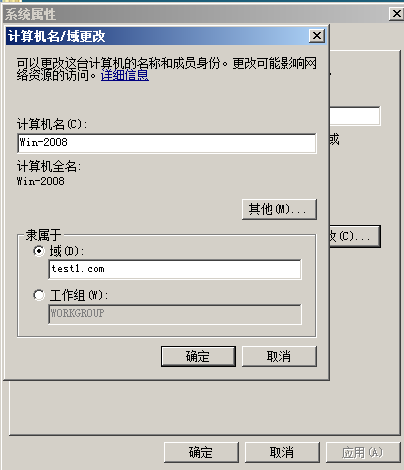 系统属性
计算机名/域更改
可以更改这台计算机的名称和成员身份。更改可能影响网
络资源的访问。详细信息
计算机名(C):
Win-2008
或
计算机全名:
Win-2008
其他(M)...
改(C)...
隶属于
域(D):
test1.com
工作组(W):
WORKGROUP
确定
取消
确定
取消
应用(A)